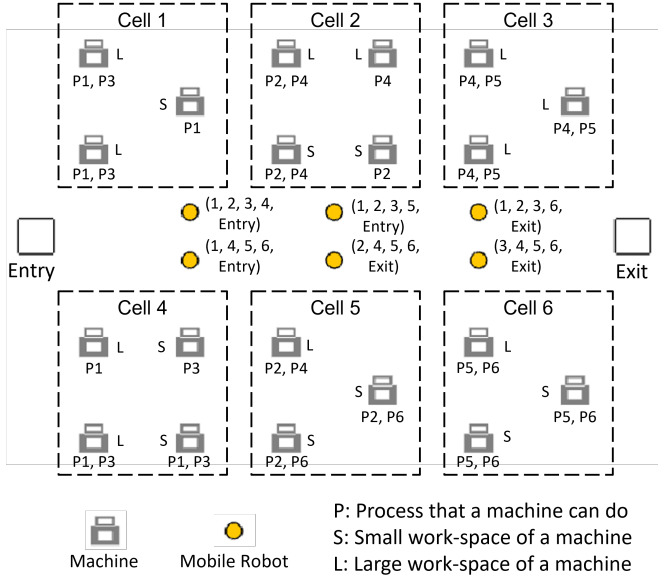 Cell 1
Cell 2
Cell 3
L
P1, P3
S
P1
L
P1, P3
L
P2, P4
L
P4
S
P2, P4
S
P2
L
P4, P5
L
P4, P5
L
P4, P5
(1, 2, 3, 4,
Entry)
(1, 2, 3, 5,
Entry)
(1, 2, 3, 6,
Exit)
(1, 4, 5, 6,
Entry)
(2, 4, 5, 6,
Exit)
(3, 4, 5, 6,
Exit)
Entry
Exit
Cell 4
Cell 5
Cell 6
L
P1
S
P3
L
P1, P3
S
P1, P3
L
P2, P4
S
P2, P6
S
P2, P6
L
P5, P6
S
P5, P6
S
P5, P6
Machine
Mobile Robot
P: Process that a machine can do
S: Small work-space of a machine
L: Large work-space of a machine